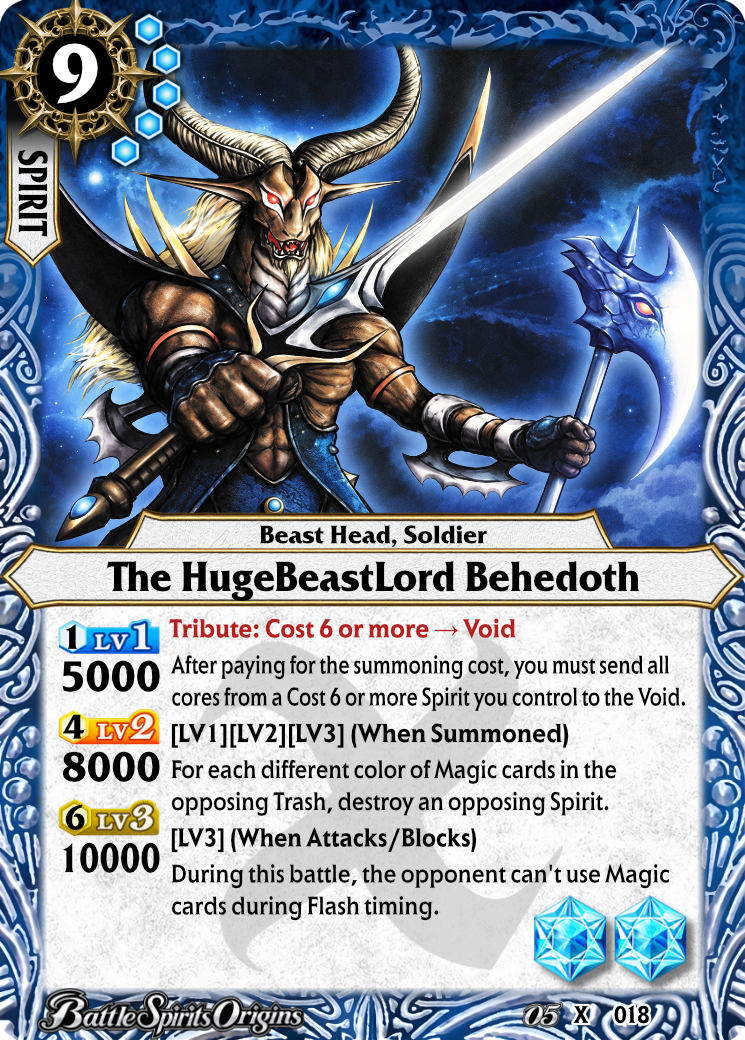 9
SPIRIT
Beast Head, Soldier
The HugeBeastLord Behedoth
1 LV1
5000
4 LV2
8000
6 LV3
10000
Tribute: Cost 6 or more → Void
After paying for the summoning cost, you must send all
cores from a Cost 6 or more Spirit you control to the Void.
[LV1][LV2][LV3] (When Summoned)
For each different color of Magic cards in the
opposing Trash, destroy an opposing Spirit.
[LV3] (When Attacks/Blocks)
During this battle, the opponent can't use Magic
cards during Flash timing.
Battle Spirits Origins
05 X 018